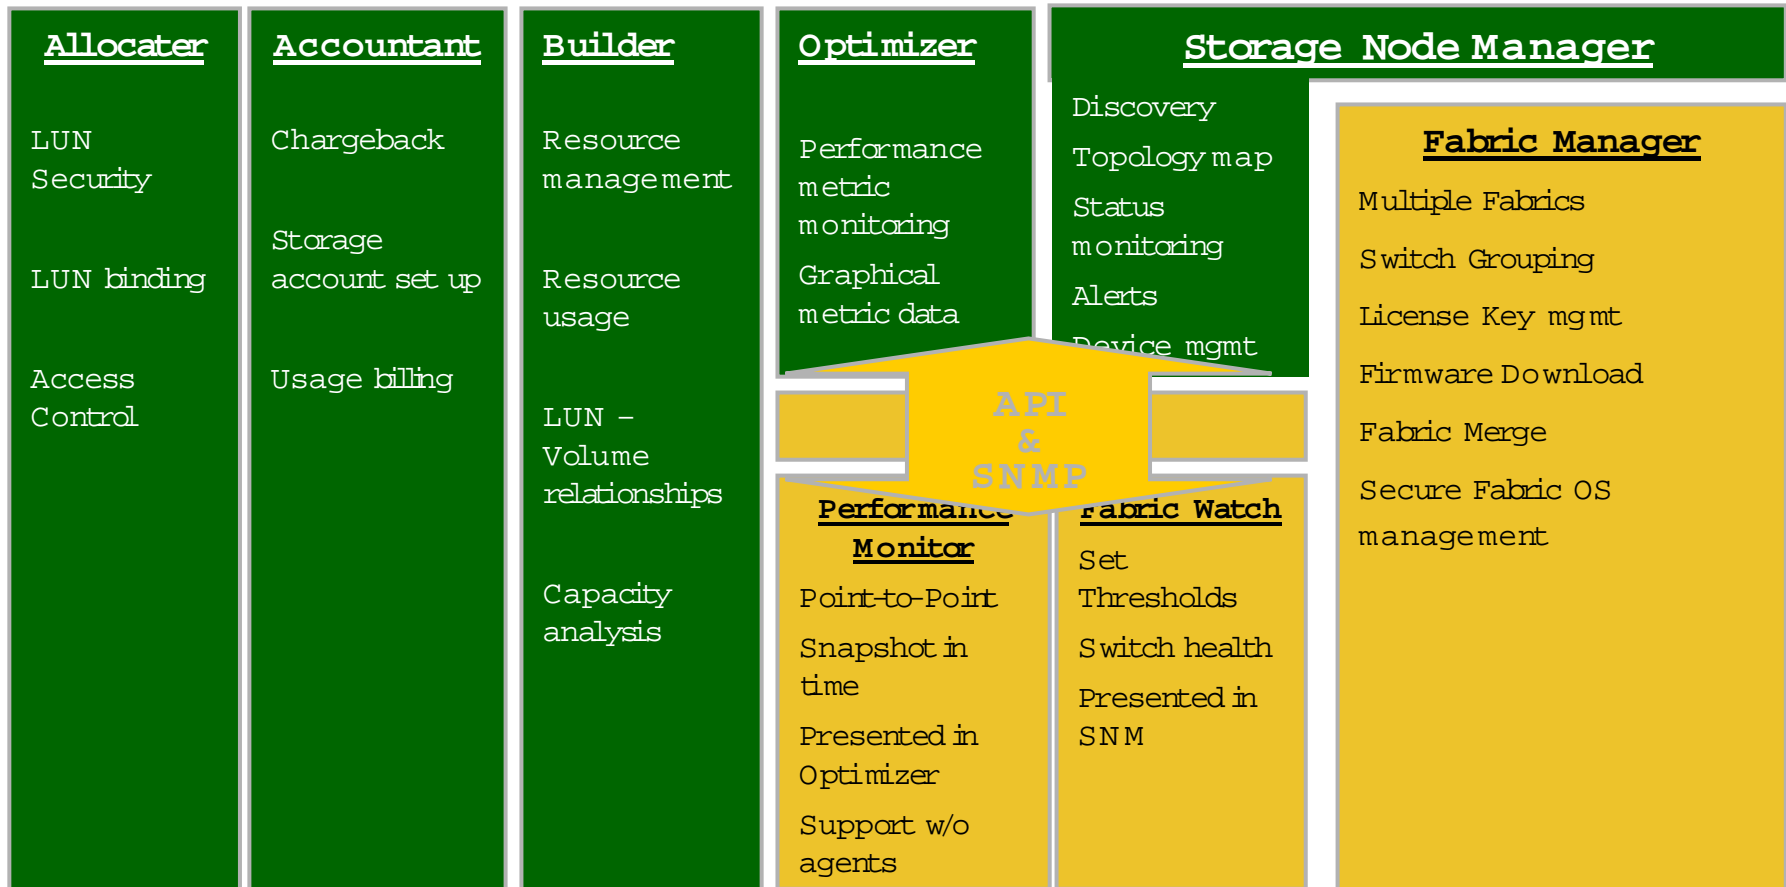 Allocater
LUN
Security
LUN binding
Access
Control
Accountant
Chargeback
Storage
account set up
Usage billing
Builder
Resource
management
Resource
usage
LUN –
Volume
relationships
Capacity
analysis
Optimizer
Performance
metric
monitoring
Graphical
metric data
Storage Node Manager
Discovery
Topology map
Status
monitoring
Alerts
Device mgmt
API
&
SNMP
Performance
Monitor
Point-to-Point
Snapshot in
time
Presented in
Optimizer
Support w/o
agents
Fabric Watch
Set
Thresholds
Switch health
Presented in
SNM
Fabric Manager
Multiple Fabrics
Switch Grouping
License Key mgmt
Firmware Download
Fabric Merge
Secure Fabric OS
management